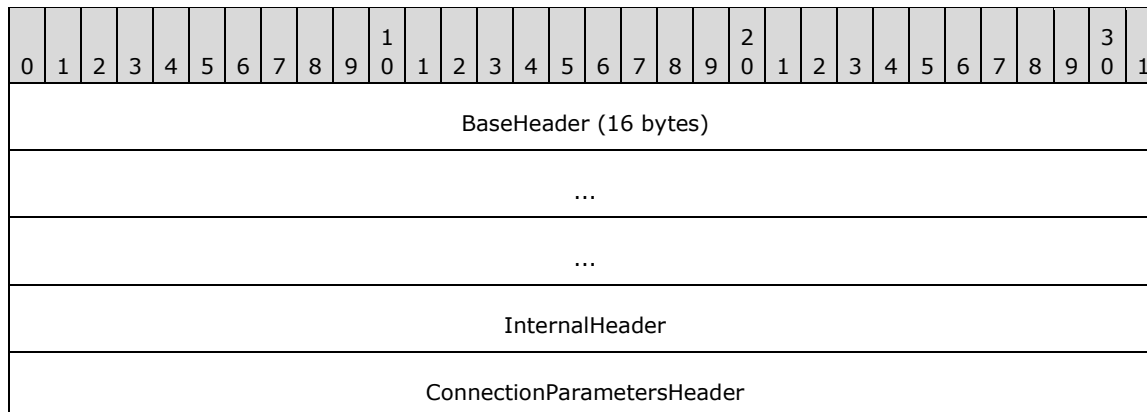 1 2 3
0 1 2 3 4 5 6 7 8 9 0 1 2 3 4 5 6 7 8 9 0 1 2 3 4 5 6 7 8 9 0 1
BaseHeader (16 bytes)
...
...
InternalHeader
ConnectionParametersHeader